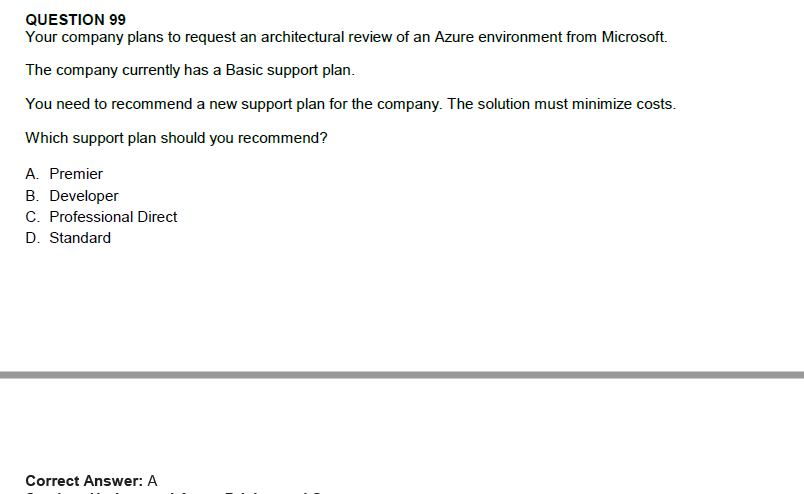 QUESTION 99
Your company plans to request an architectural review of an Azure environment from Microsoft.
The company currently has a Basic support plan.
You need to recommend a new support plan for the company. The solution must minimize costs.
Which support plan should you recommend?
A. Premier
B. Developer
C. Professional Direct
D. Standard
Correct Answer: A